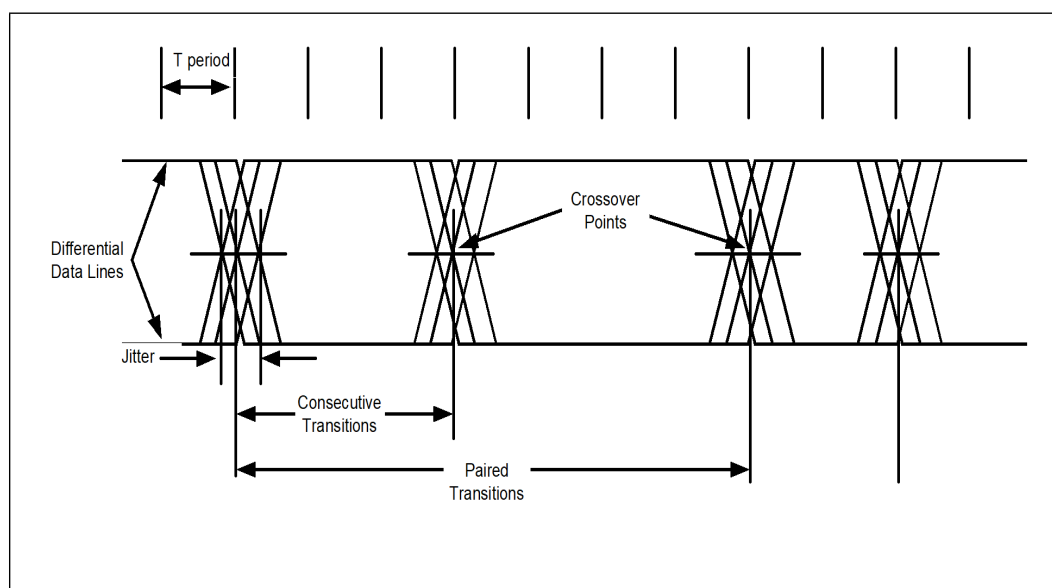 T period
Crossover
Points
Differential
Data Lines
Jitter
Consecutive
Transitions
Paired
Transitions